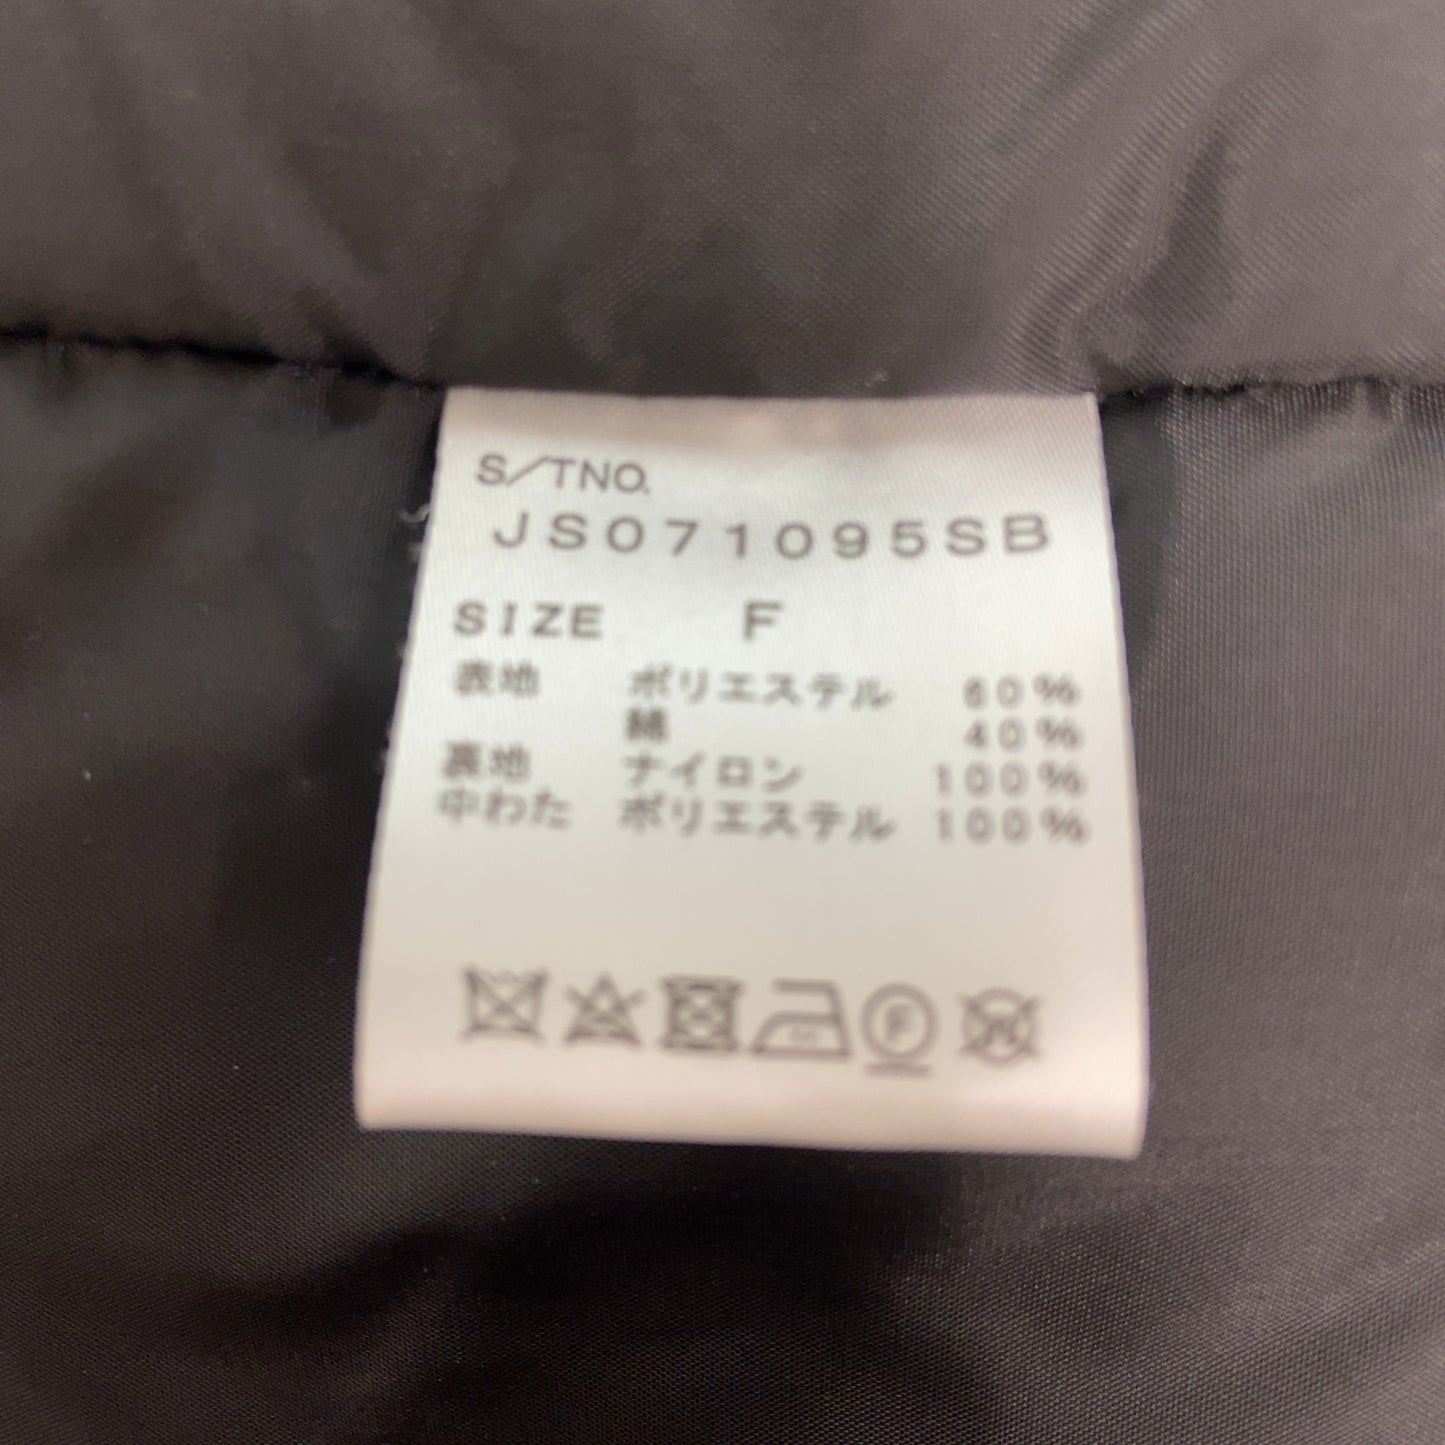 S/TNO.
JS071095SB
SIZE F
表地 ポリエステル 60%
綿 40%
裏地 ナイロン 100%
中わた ポリエステル 100%
F
W